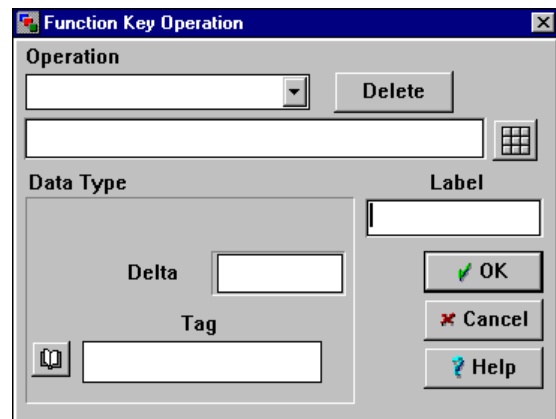 Function Key Operation
Operation
Delete
Data Type
Label
Delta
OK
Tag
Cancel
Help